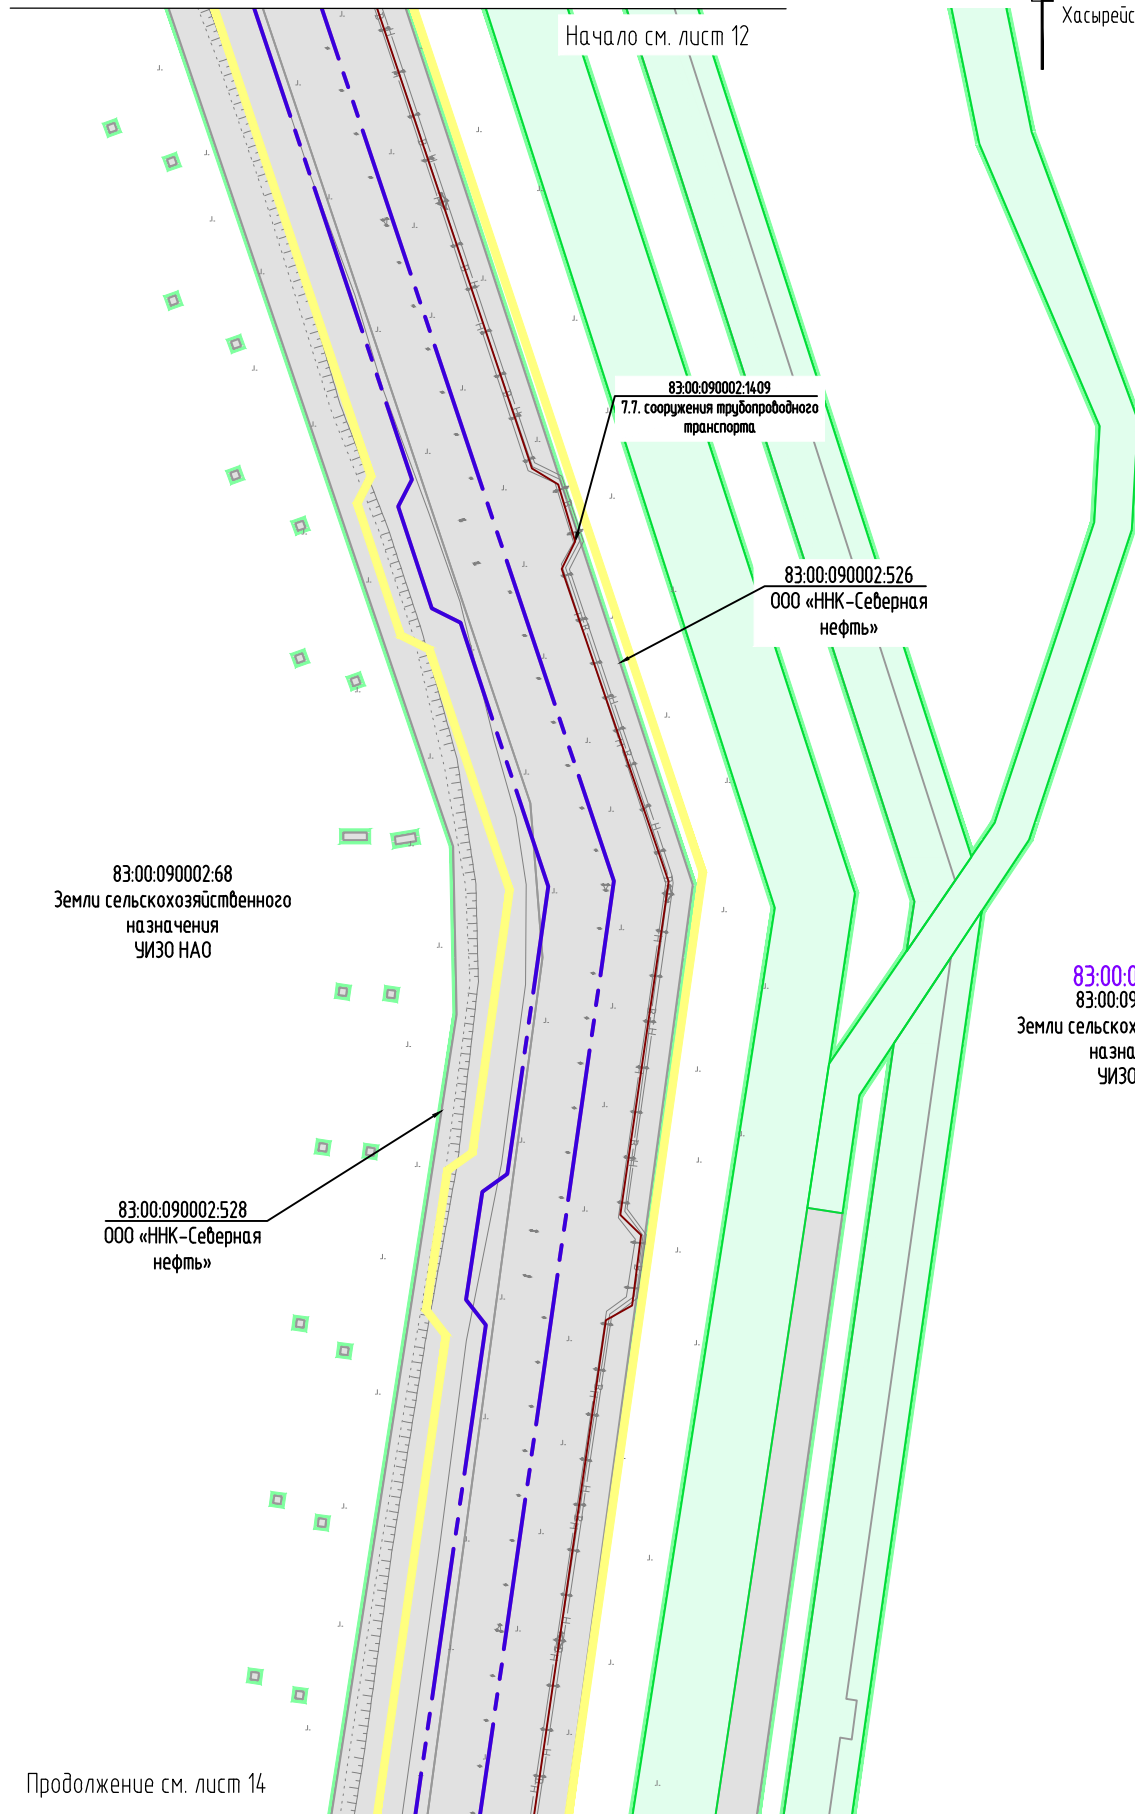 Хасырейс
Начало см. лист 12
83:00:090002:1409
7.7. сооружения трубопроводного
транспорта
83:00:090002:526
ООО «ННК-Северная
нефть»
83:00:090002:68
Земли сельскохозяйственного
назначения
УИЗО НАО
83:00:0
83:00:09
Земли сельскох
назна
УИЗО
83:00:090002:528
ООО «ННК-Северная
нефть»
Продолжение см. лист 14